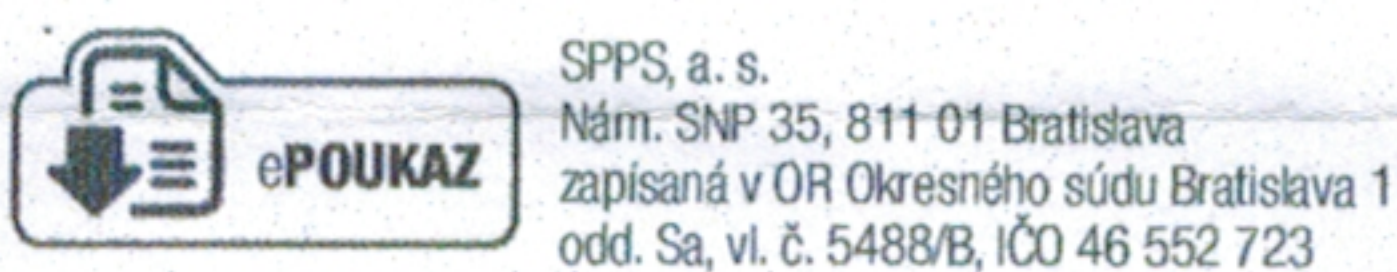 ePOUKAZ
SPPS, a. s.
Nám. SNP 35, 811 01 Bratislava
zapísaná v OR Okresného súdu Bratislava 1
odd. Sa, vl. č. 5488/B, IČO 46 552 723